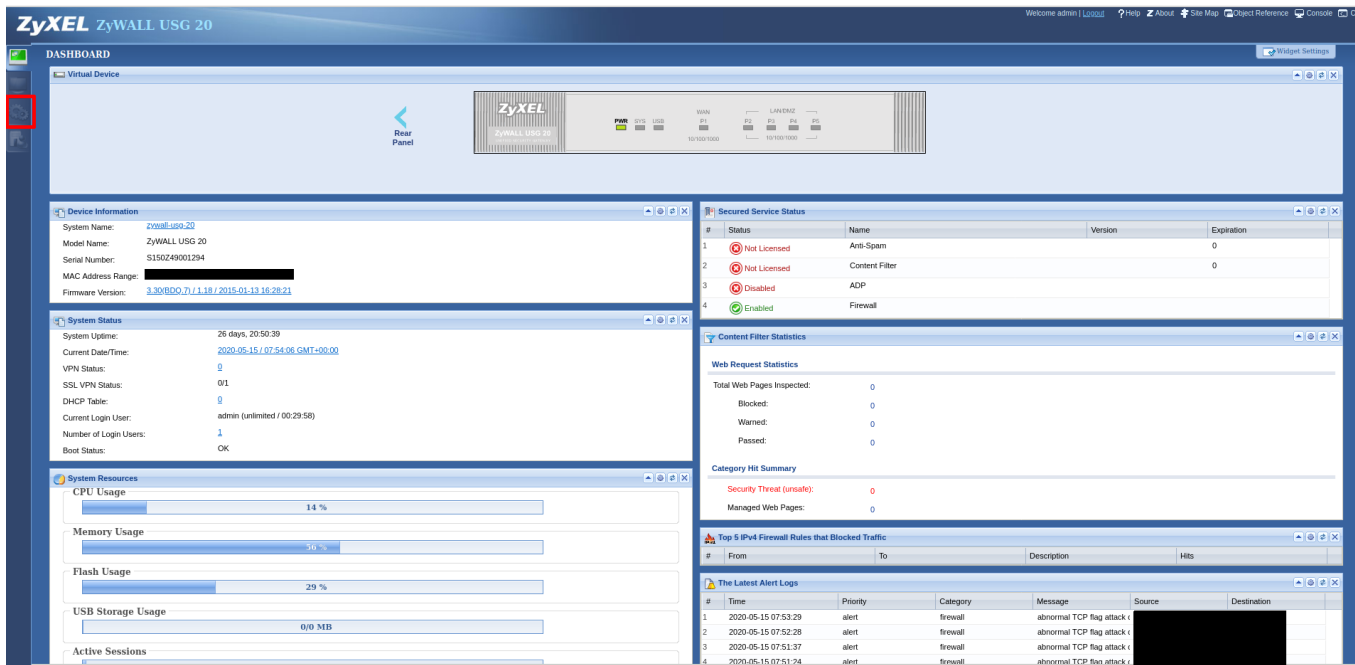 ZyXEL ZyWALL USG 20
Welcome admin | Logout ? Help Z About Site Map Object Reference Console C
DASHBOARD
Widget Settings
Virtual Device
Rear
Panel
ZyXEL
ZyWALL USG 20
PWR SYS USB
WAN
P1
10/100/1000
LAN/DMZ
P2 P3 P4 P5
10/100/1000
Device Information
System Name: zywall-usg-20
Model Name: ZyWALL USG 20
Serial Number: S150Z49001294
MAC Address Range:
Firmware Version: 3.30(BDQ.7) / 1.18 / 2015-01-13 16:28:21
System Status
System Uptime: 26 days, 20:50:39
Current Date/Time: 2020-05-15 / 07:54:06 GMT+00:00
VPN Status: 0
SSL VPN Status: 0/1
DHCP Table: 0
Current Login User: admin (unlimited / 00:29:58)
Number of Login Users: 1
Boot Status: OK
System Resources
CPU Usage
14 %
Memory Usage
56 %
Flash Usage
29 %
USB Storage Usage
0/0 MB
Active Sessions
Secured Service Status
# Status Name Version Expiration
1 Not Licensed Anti-Spam 0
2 Not Licensed Content Filter 0
3 Disabled ADP
4 Enabled Firewall
Content Filter Statistics
Web Request Statistics
Total Web Pages Inspected: 0
Blocked: 0
Warned: 0
Passed: 0
Category Hit Summary
Security Threat (unsafe): 0
Managed Web Pages: 0
Top 5 IPv4 Firewall Rules that Blocked Traffic
# From To Description Hits
The Latest Alert Logs
# Time Priority Category Message Source Destination
1 2020-05-15 07:53:29 alert firewall abnormal TCP flag attack
2 2020-05-15 07:52:28 alert firewall abnormal TCP flag attack
3 2020-05-15 07:51:37 alert firewall abnormal TCP flag attack
4 2020-05-15 07:51:24 alert firewall abnormal TCP flag attack